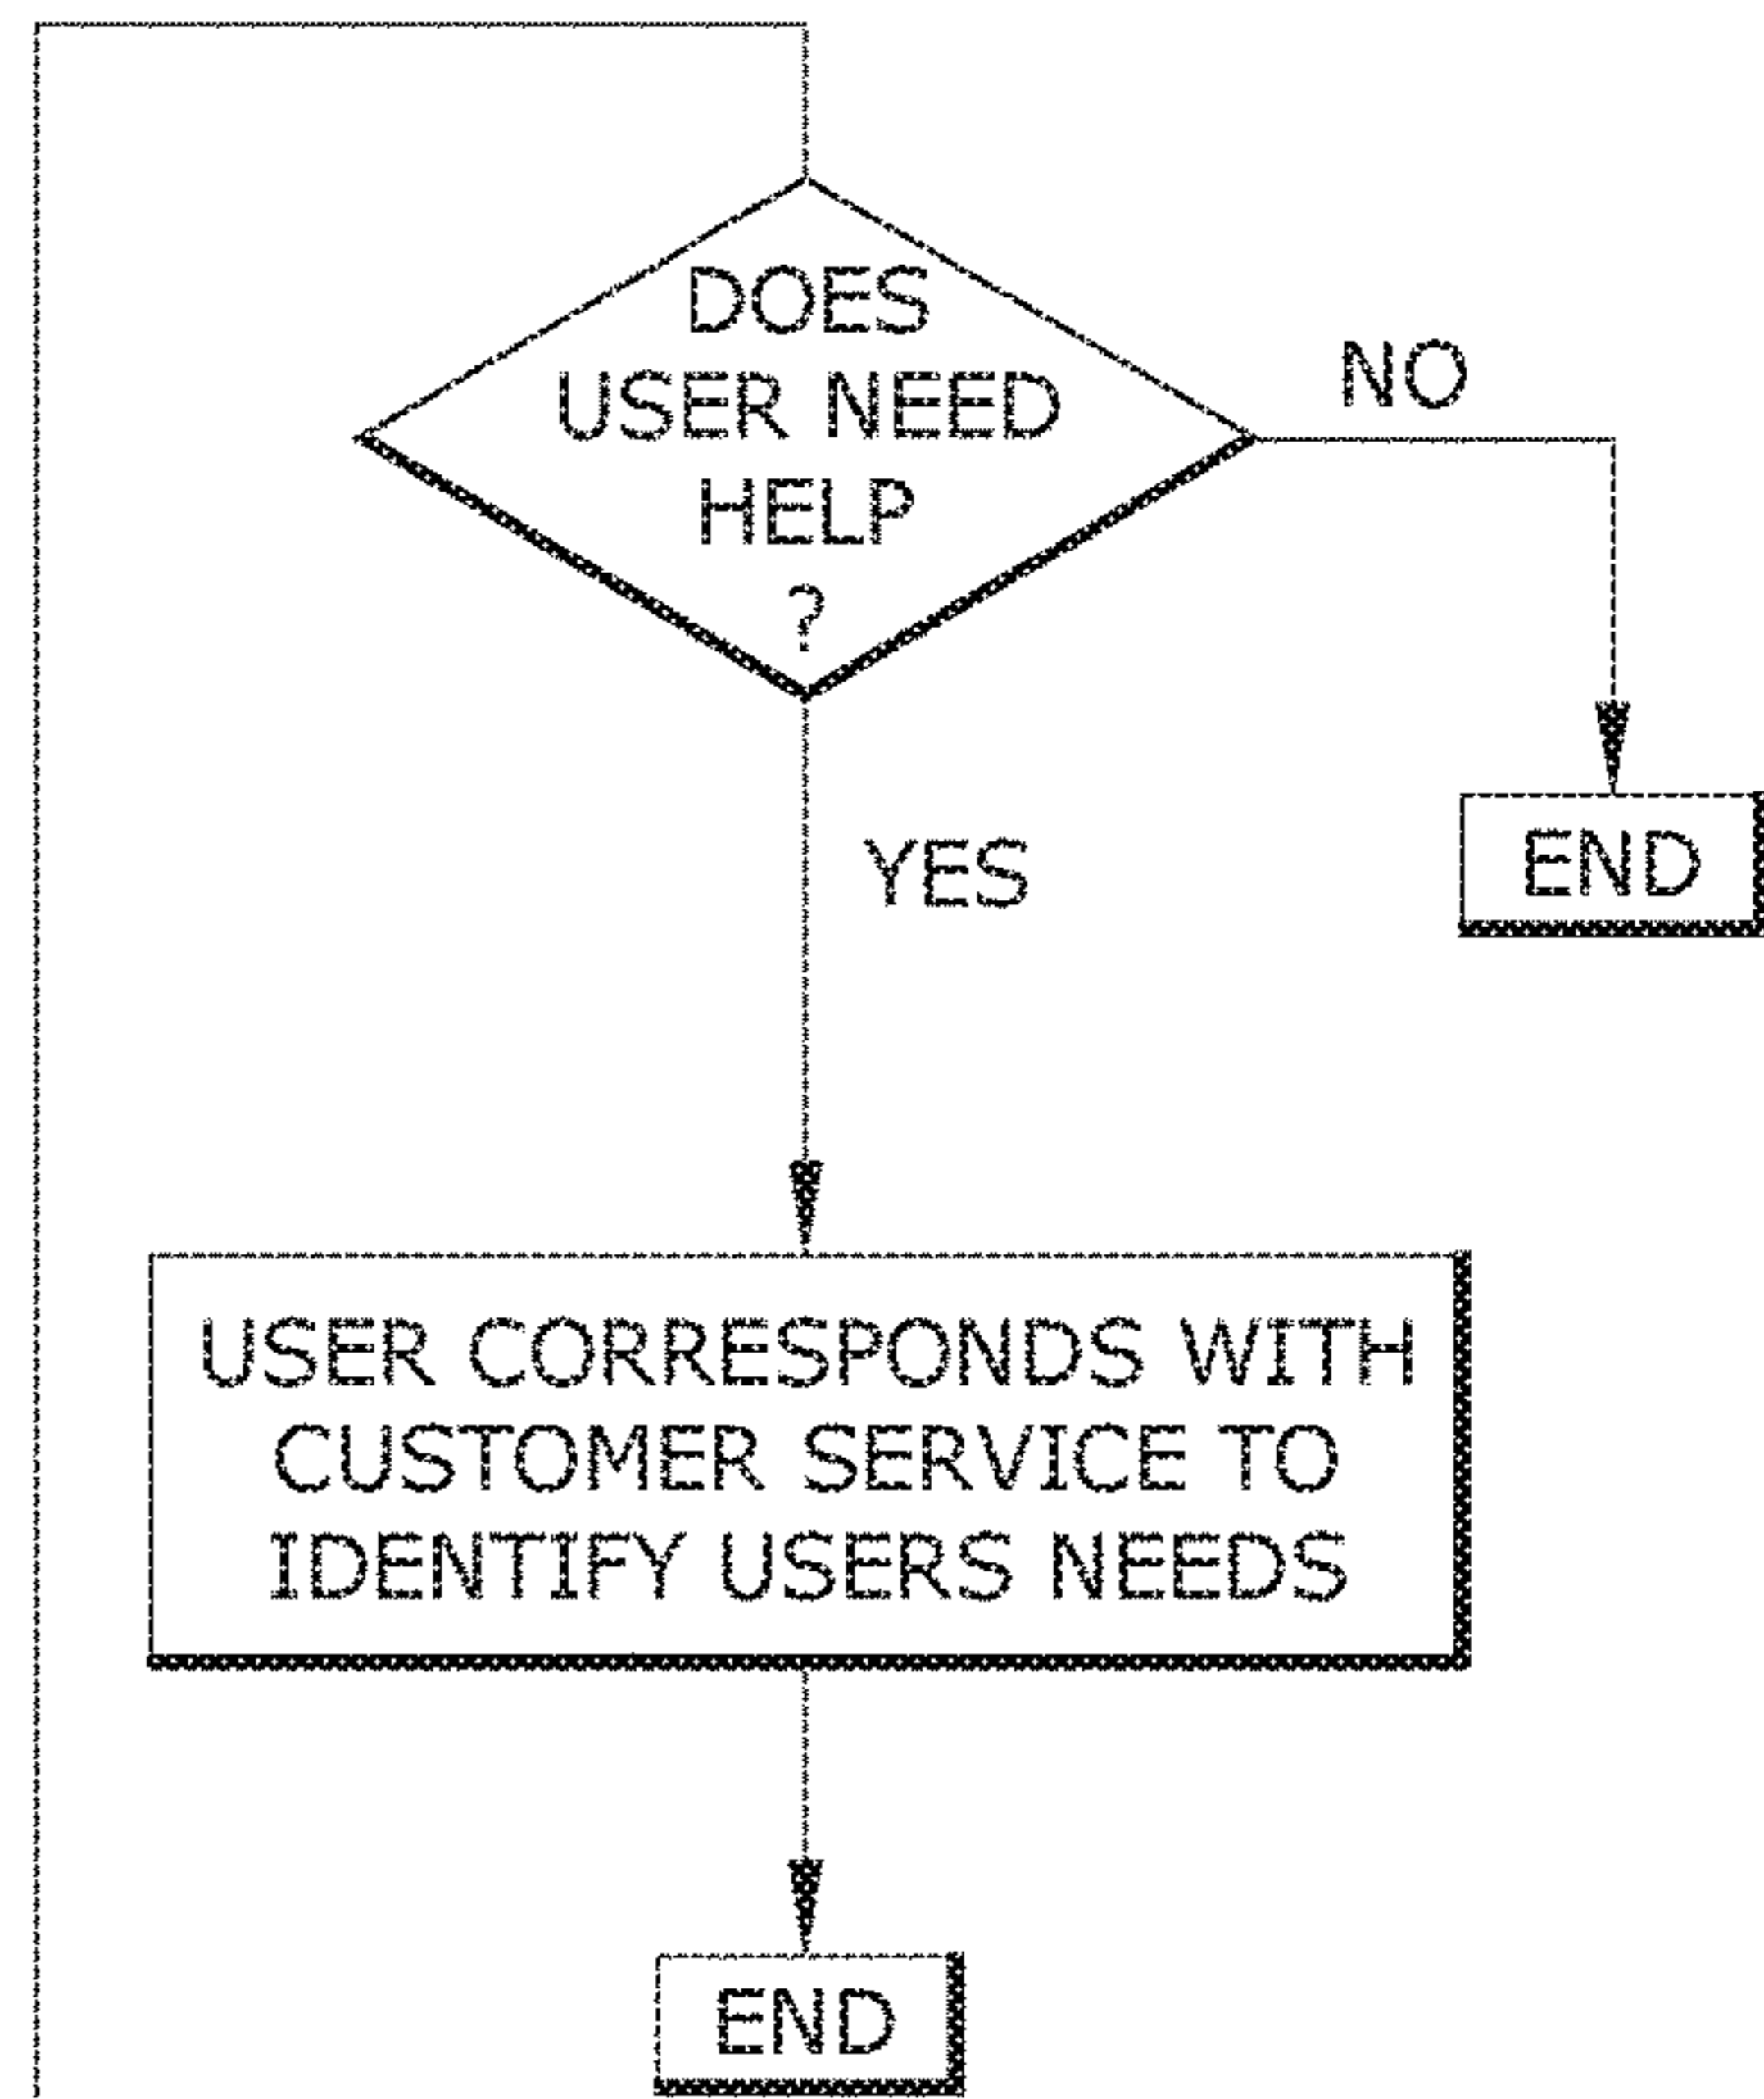 DOES
USER NEED
HELP
?
NO
YES
END
USER CORRESPONDS WITH
CUSTOMER SERVICE TO
IDENTIFY USERS NEEDS
END